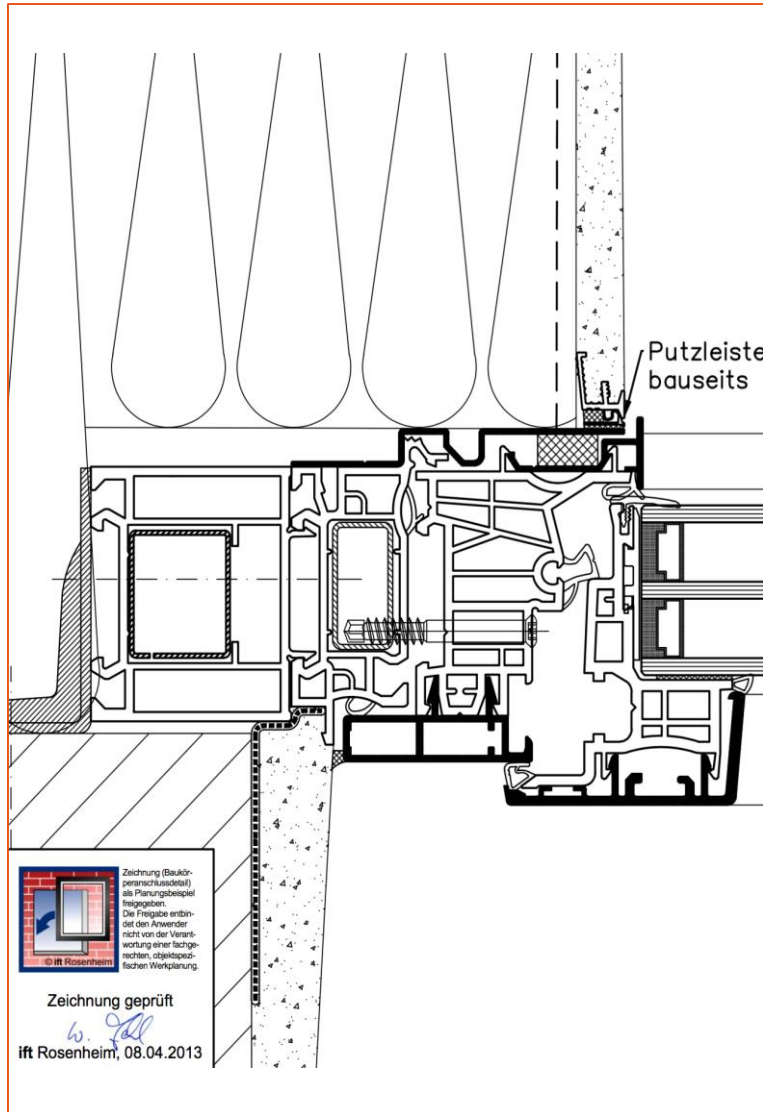 Putzleiste
bauseits
Zeichnung (Baukör-
peranschlussdetail)
als Planungsbeispiel
freigegeben.
Die Freigabe entbin-
det den Anwender
nicht von der Verant-
wortung einer fachge-
rechten, objektspezi-
fischen Werkplanung.
© ift Rosenheim
Zeichnung geprüft
ift Rosenheim, 08.04.2013